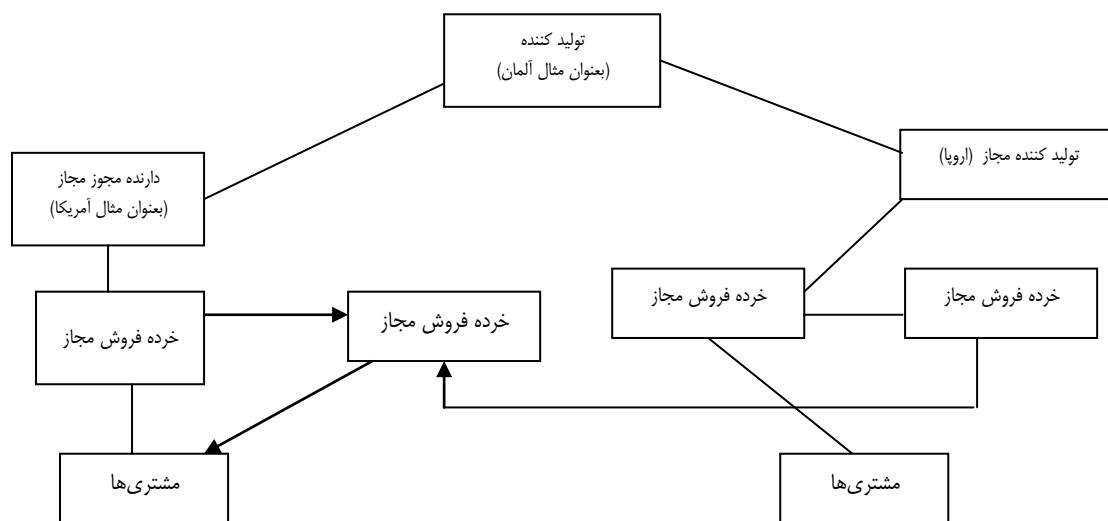 تولید کننده
(بعنوان مثال آلمان)
تولید کننده مجاز (اروپا)
دارنده مجوز مجاز
(بعنوان مثال آمریکا)
خرده فروش مجاز
خرده فروش مجاز
خرده فروش مجاز
خرده فروش مجاز
مشتری‌ها
مشتری‌ها